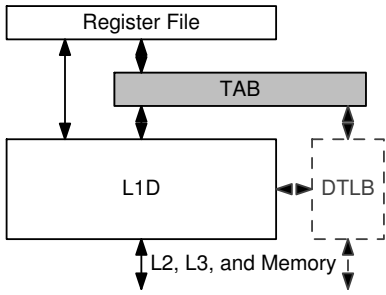 Register File
TAB
L1D
DTLB
L2, L3, and Memory